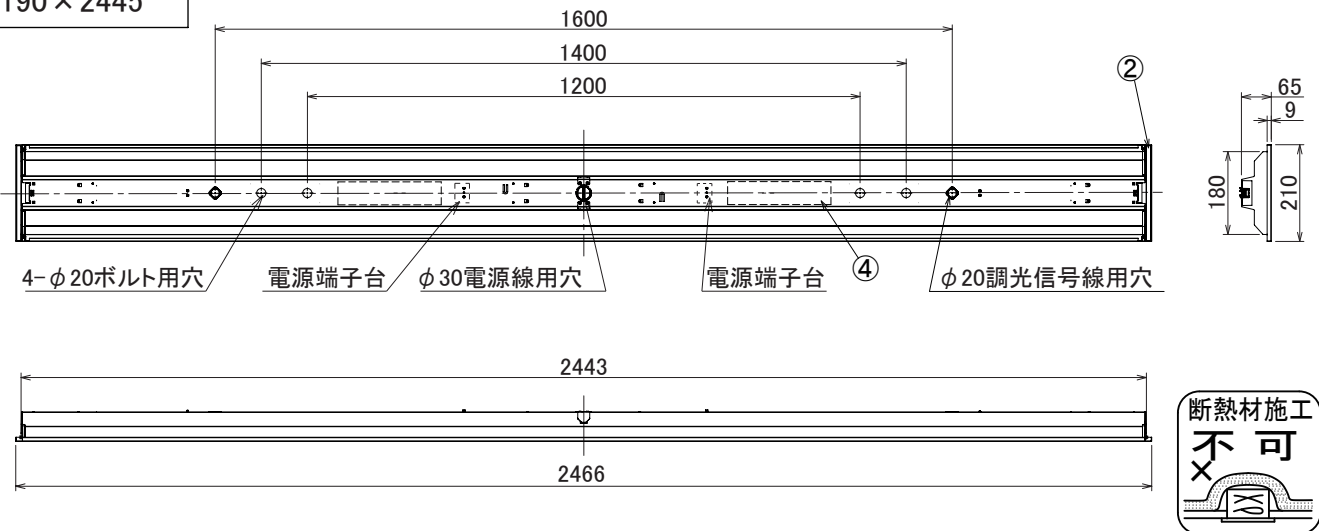 190×2445
1600
1400
1200
②
65
9
180
210
4-φ20ボルト用穴
電源端子台
φ30電源線用穴
電源端子台
④
φ20調光信号線用穴
2443
2466
断熱材施工
不可
×